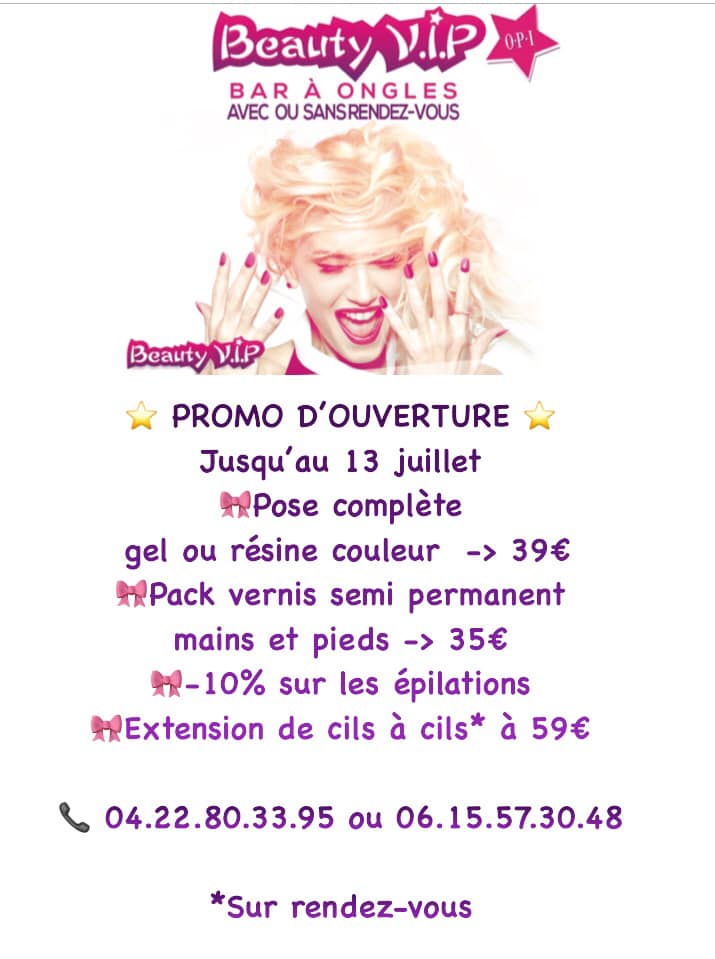 Beauty V.i.P O·P·I
BAR À ONGLES
AVEC OU SANS RENDEZ-VOUS
Beauty V.i.P
⭐ PROMO D'OUVERTURE ⭐
Jusqu'au 13 juillet
🎀Pose complète
gel ou résine couleur -> 39€
🎀Pack vernis semi permanent
mains et pieds -> 35€
🎀-10% sur les épilations
🎀Extension de cils à cils* à 59€
📞 04.22.80.33.95 ou 06.15.57.30.48
*Sur rendez-vous